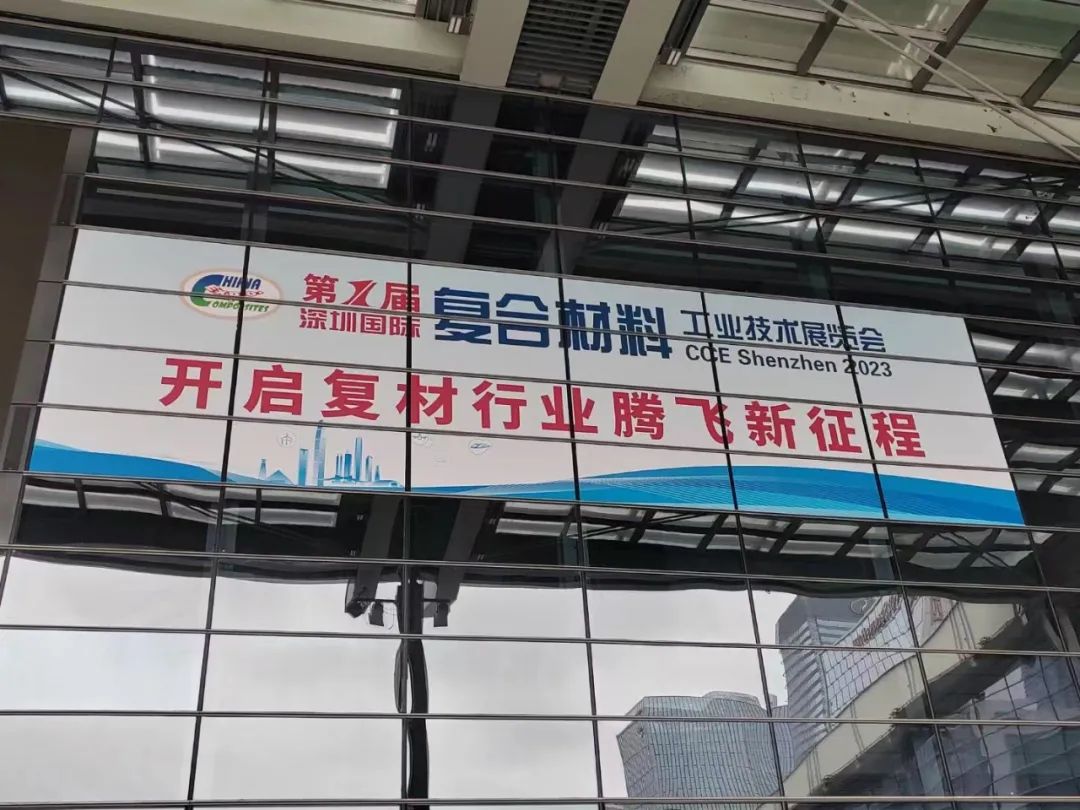 CHINA
COMPOSITES
第1届
深圳国际
复合材料
工业技术展览会
CCE Shenzhen 2023
开启复材行业腾飞新征程